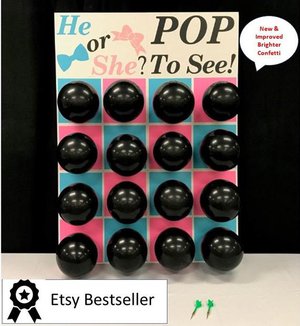 He
or
She?
POP
To See!
New &
Improved
Brighter
Confetti
Etsy Bestseller